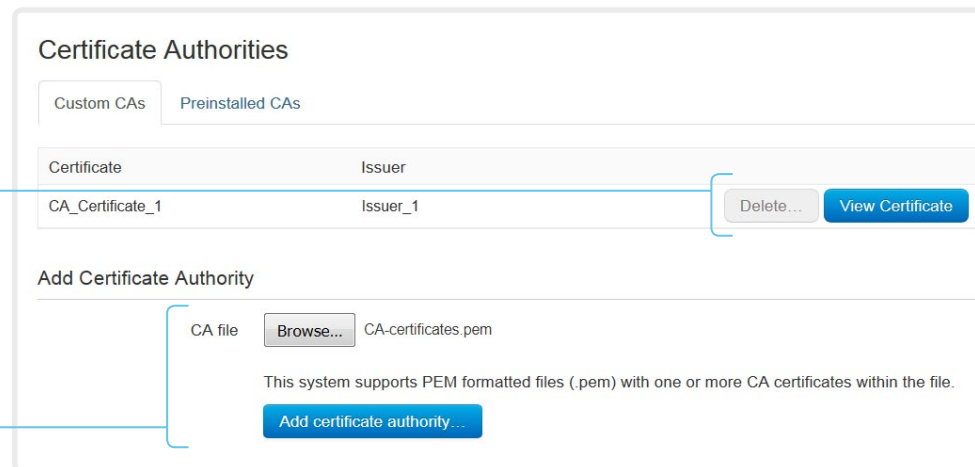 Certificate Authorities
Custom CAs Preinstalled CAs
Certificate Issuer
CA_Certificate_1 Issuer_1 Delete... View Certificate
Add Certificate Authority
CA file Browse... CA-certificates.pem
This system supports PEM formatted files (.pem) with one or more CA certificates within the file.
Add certificate authority...